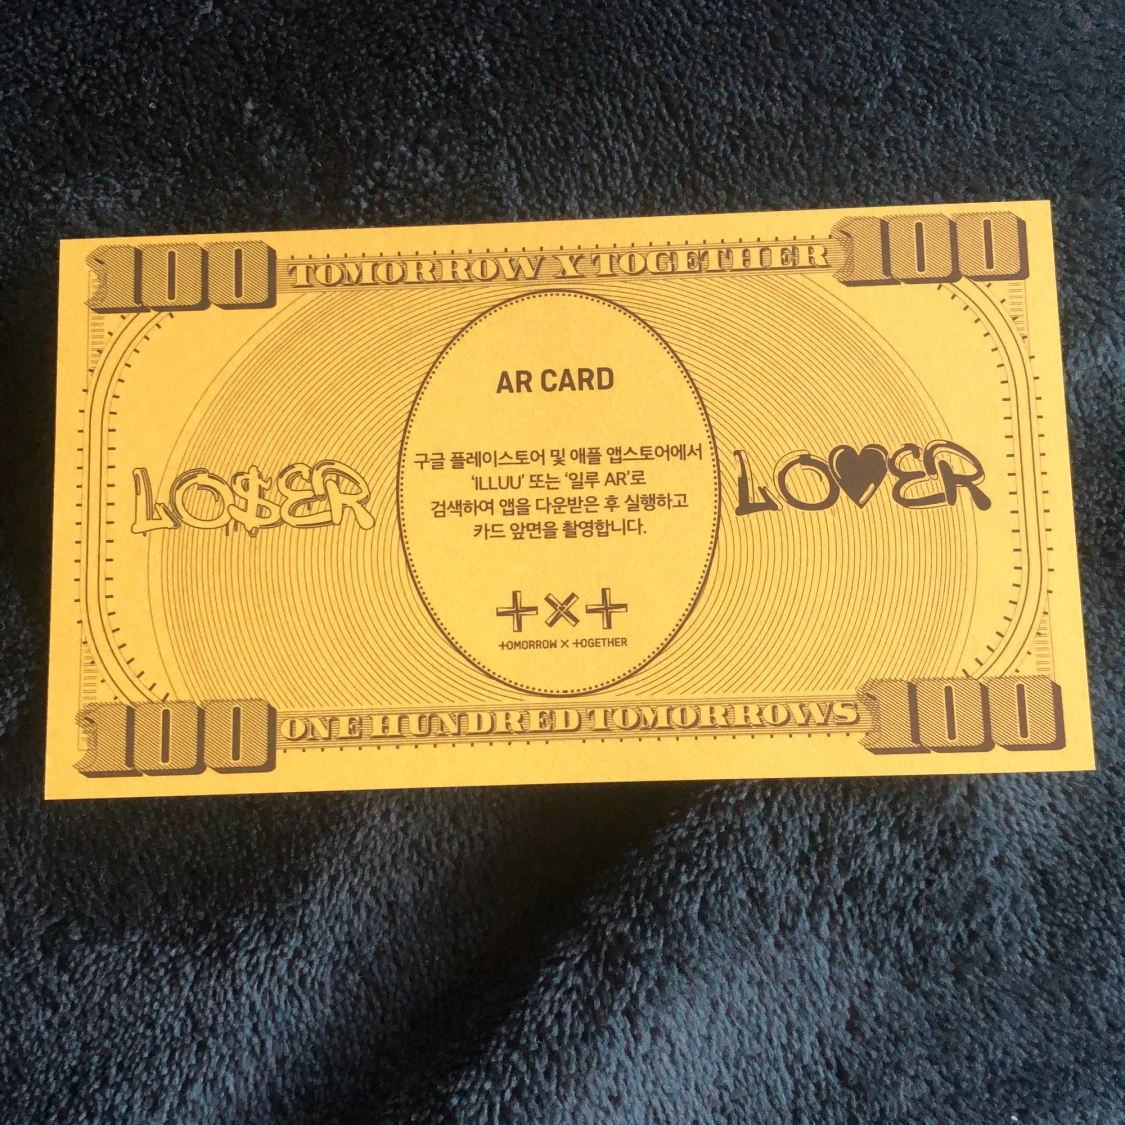 100 TOMORROW X TOGETHER 100
AR CARD
구글 플레이스토어 및 애플 앱스토어에서
'ILLUU' 또는 '일루 AR'로
검색하여 앱을 다운받은 후 실행하고
카드 앞면을 촬영합니다.
LO$ER
LO♥ER
+×+
+OMORROW × +OGETHER
100 ONE HUNDRED TOMORROWS 100